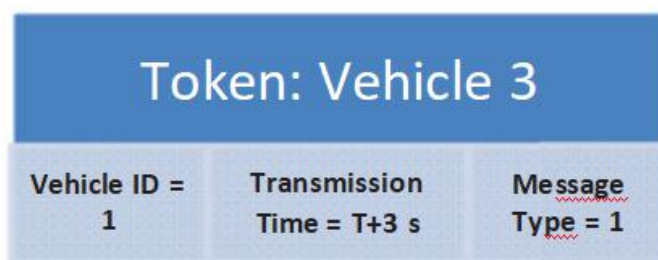 Token: Vehicle 3
Vehicle ID =
1
Transmission
Time = T+3 s
Message
Type = 1